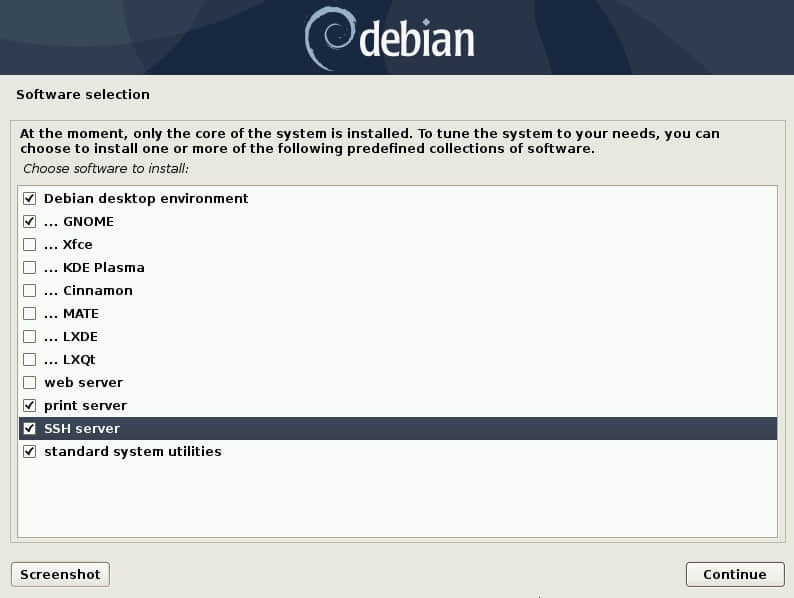 debian
Software selection
At the moment, only the core of the system is installed. To tune the system to your needs, you can
choose to install one or more of the following predefined collections of software.
Choose software to install:
Debian desktop environment
... GNOME
... Xfce
... KDE Plasma
... Cinnamon
... MATE
... LXDE
... LXQt
web server
print server
SSH server
standard system utilities
Screenshot
Continue